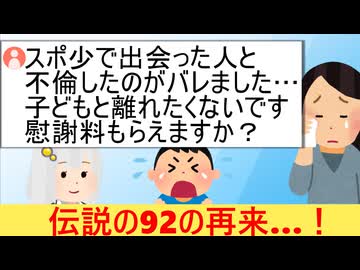 スポ少で出会った人と
不倫したのがバレました…
子どもと離れたくないです
慰謝料もらえますか？
伝説の92の再来…！